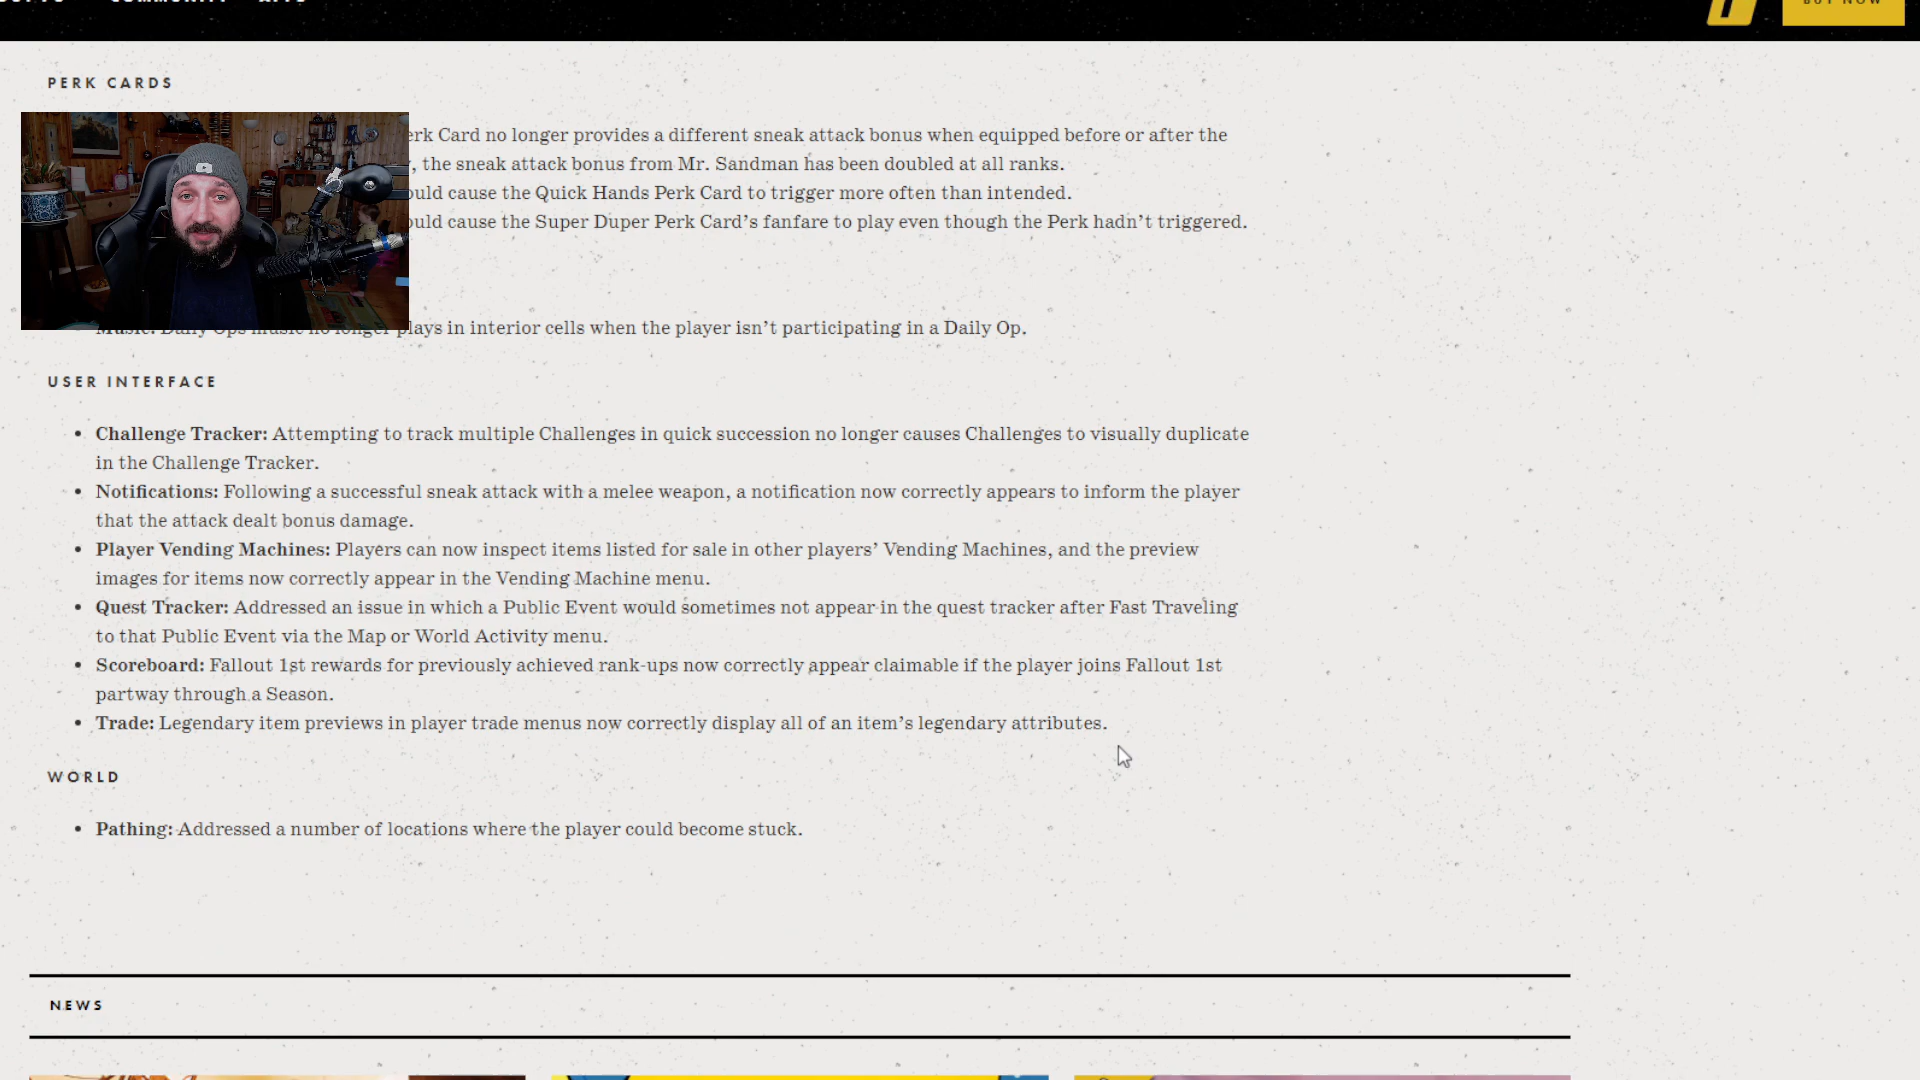 PERK CARDS
erk Card no longer provides a different sneak attack bonus when equipped before or after the
, the sneak attack bonus from Mr. Sandman has been doubled at all ranks.
ould cause the Quick Hands Perk Card to trigger more often than intended.
ould cause the Super Duper Perk Card’s fanfare to play even though the Perk hadn’t triggered.
Music: Daily Ops music no longer plays in interior cells when the player isn’t participating in a Daily Op.
USER INTERFACE
• Challenge Tracker: Attempting to track multiple Challenges in quick succession no longer causes Challenges to visually duplicate
in the Challenge Tracker.
• Notifications: Following a successful sneak attack with a melee weapon, a notification now correctly appears to inform the player
that the attack dealt bonus damage.
• Player Vending Machines: Players can now inspect items listed for sale in other players’ Vending Machines, and the preview
images for items now correctly appear in the Vending Machine menu.
• Quest Tracker: Addressed an issue in which a Public Event would sometimes not appear in the quest tracker after Fast Traveling
to that Public Event via the Map or World Activity menu.
• Scoreboard: Fallout 1st rewards for previously achieved rank-ups now correctly appear claimable if the player joins Fallout 1st
partway through a Season.
• Trade: Legendary item previews in player trade menus now correctly display all of an item’s legendary attributes.
WORLD
• Pathing: Addressed a number of locations where the player could become stuck.
NEWS